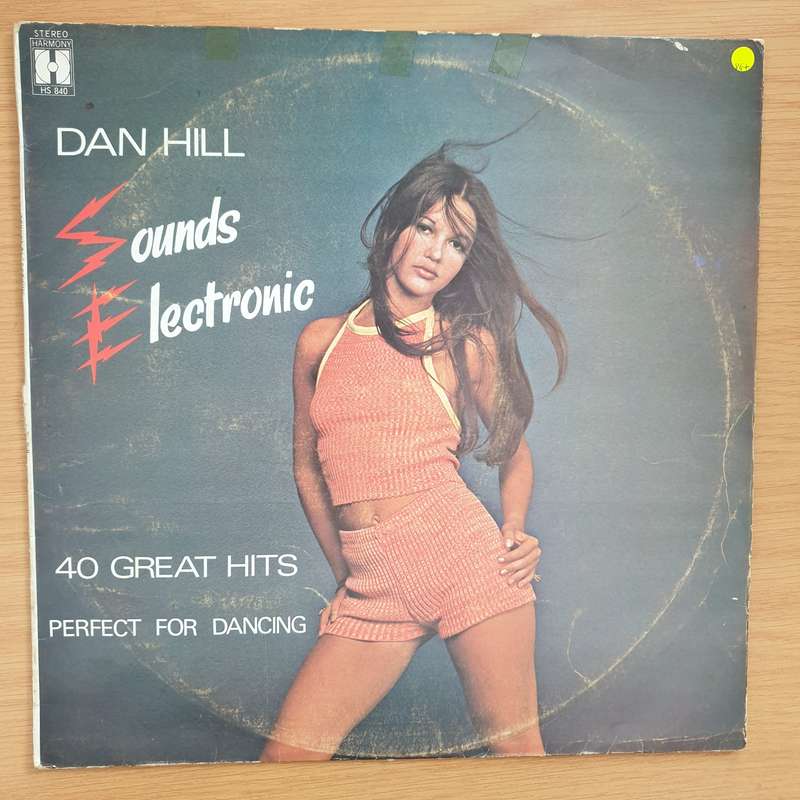 STEREO
HARMONY
HS 840
DAN HILL
Sounds
Electronic
40 GREAT HITS
PERFECT FOR DANCING